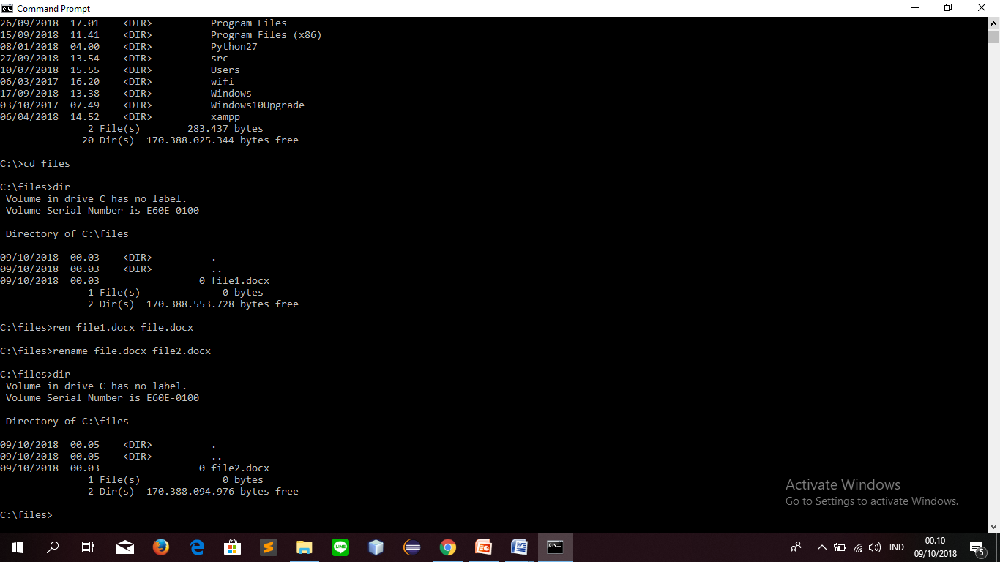 Command Prompt
26/09/2018  17.01    <DIR>          Program Files
15/09/2018  11.41    <DIR>          Program Files (x86)
08/01/2018  04.00    <DIR>          Python27
27/09/2018  13.54    <DIR>          src
10/07/2018  15.55    <DIR>          Users
06/03/2017  16.20    <DIR>          wifi
17/09/2018  13.38    <DIR>          Windows
03/10/2017  07.49    <DIR>          Windows10Upgrade
06/04/2018  14.52    <DIR>          xampp
               2 File(s)        283.437 bytes
              20 Dir(s)  170.388.025.344 bytes free
C:\>cd files
C:\files>dir
 Volume in drive C has no label.
 Volume Serial Number is E60E-0100
 Directory of C:\files
09/10/2018  00.03    <DIR>          .
09/10/2018  00.03    <DIR>          ..
09/10/2018  00.03                 0 file1.docx
               1 File(s)              0 bytes
               2 Dir(s)  170.388.553.728 bytes free
C:\files>ren file1.docx file.docx
C:\files>rename file.docx file2.docx
C:\files>dir
 Volume in drive C has no label.
 Volume Serial Number is E60E-0100
 Directory of C:\files
09/10/2018  00.05    <DIR>          .
09/10/2018  00.05    <DIR>          ..
09/10/2018  00.03                 0 file2.docx
               1 File(s)              0 bytes
               2 Dir(s)  170.388.094.976 bytes free
C:\files>
Activate Windows
Go to Settings to activate Windows.
LINE
IND
00.10
09/10/2018
5